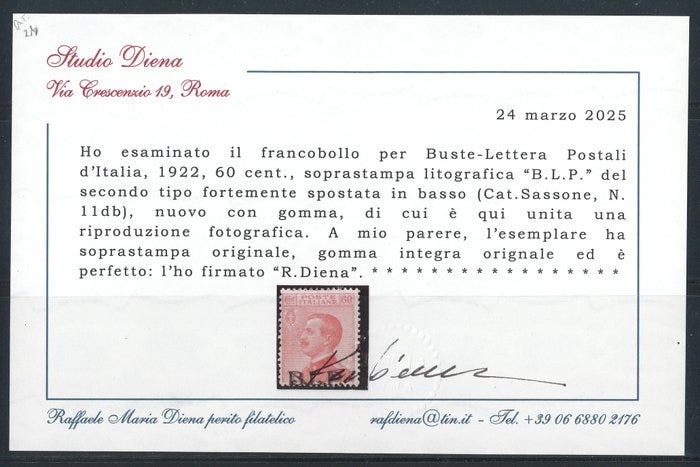 Studio Diena
Via Crescenzio 19, Roma
24 marzo 2025
Ho esaminato il francobollo per Buste-Lettera Postali
d’Italia, 1922, 60 cent., soprastampa litografica “B.L.P.” del
secondo tipo fortemente spostata in basso (Cat.Sassone, N.
11db), nuovo con gomma, di cui è qui unita una
riproduzione fotografica. A mio parere, l’esemplare ha
soprastampa originale, gomma integra orignale ed è
perfetto: l’ho firmato “R.Diena”. * * * * * * * * * * * * * * * * *
POSTE
ITALIANE
60
B.L.P.
Raffaele Maria Diena perito filatelico
rafdiena@tin.it - Tel. +39 06 6880 2176